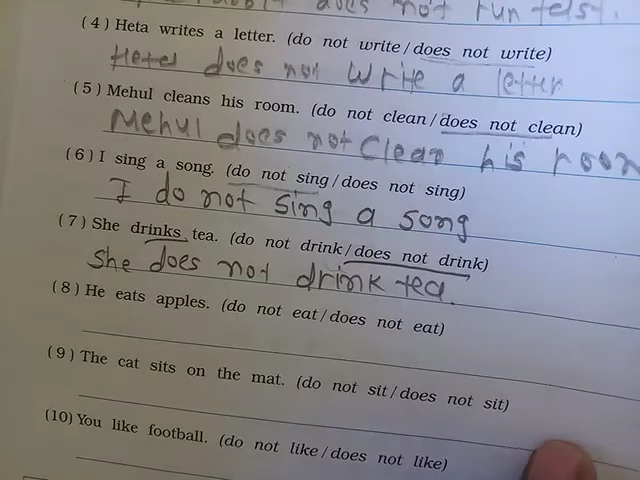 does not run fast.
(4) Heta writes a letter. (do not write/does not write)
Heta does not write a letter
(5) Mehul cleans his room. (do not clean/does not clean)
Mehul does not clean his room
(6) I sing a song. (do not sing/does not sing)
I do not sing a song
(7) She drinks tea. (do not drink/does not drink)
She does not drink tea.
(8) He eats apples. (do not eat/does not eat)
(9) The cat sits on the mat. (do not sit/does not sit)
(10) You like football. (do not like/does not like)